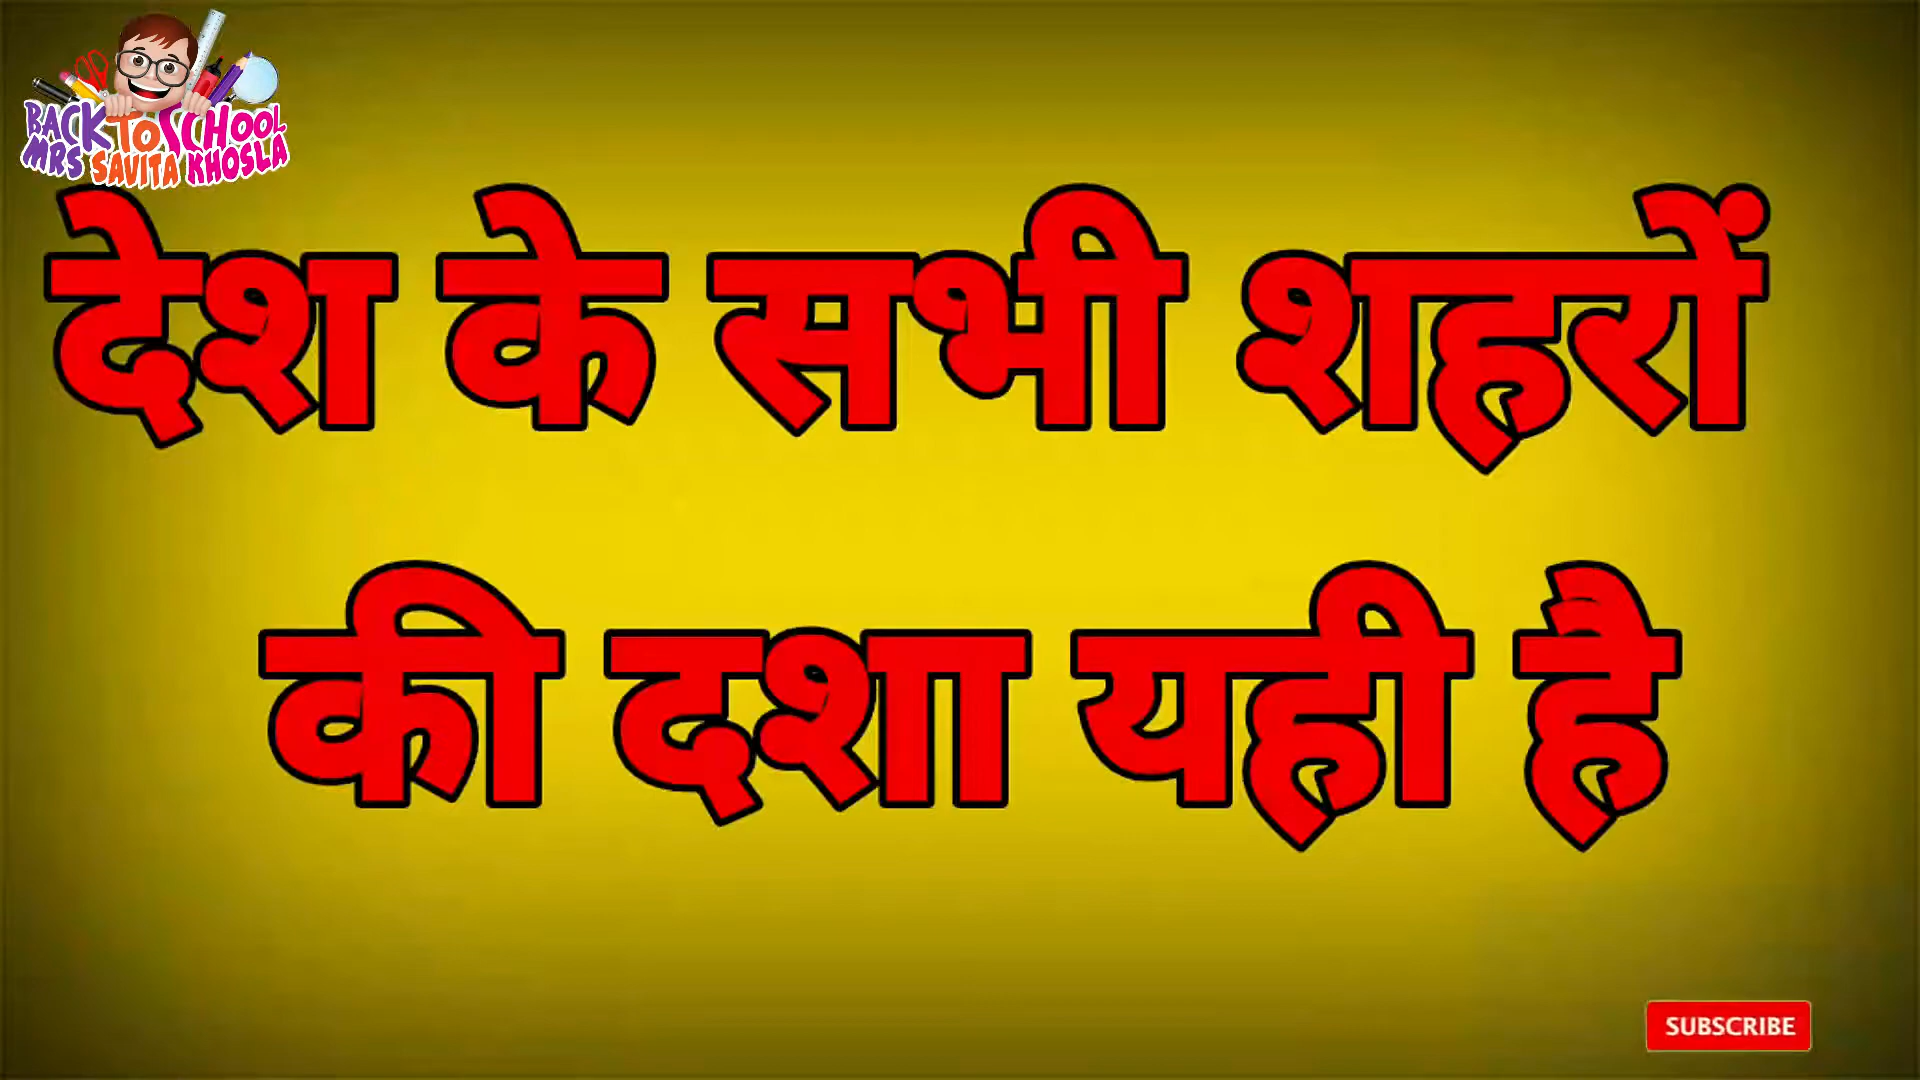 BACK TO SCHOOL
MRS SAVITA KHOSLA
देश के सभी शहरों
की दशा यही है
SUBSCRIBE